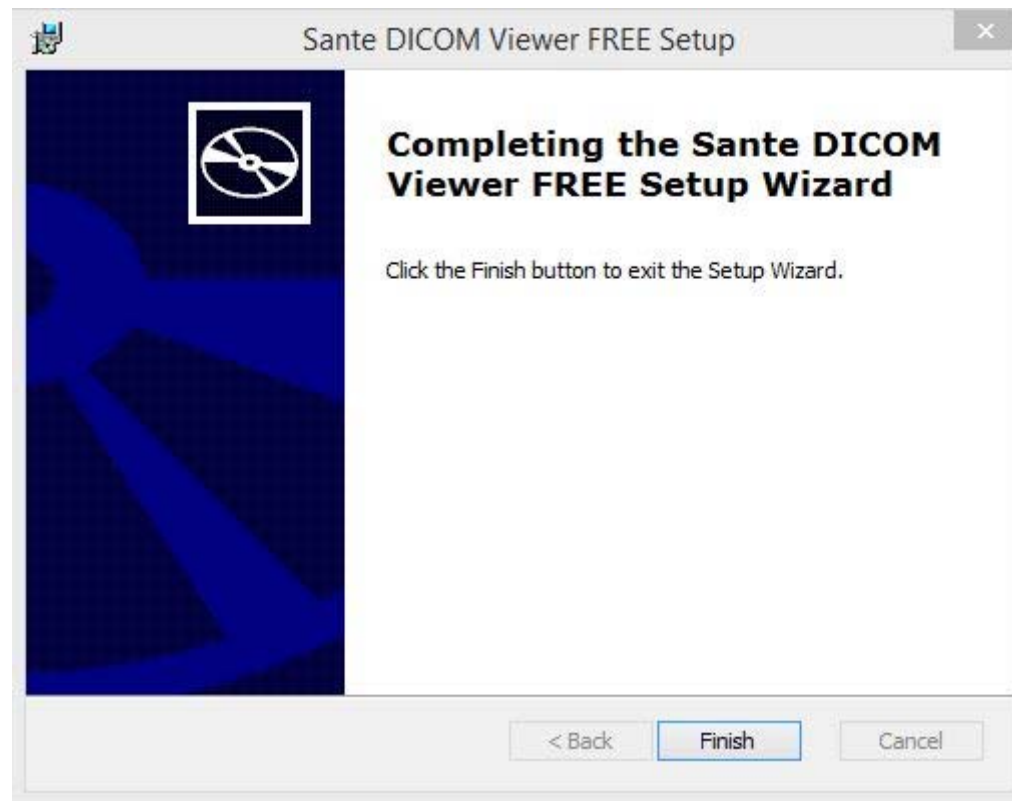 Sante DICOM Viewer FREE Setup
Completing the Sante DICOM
Viewer FREE Setup Wizard
Click the Finish button to exit the Setup Wizard.
< Back Finish Cancel